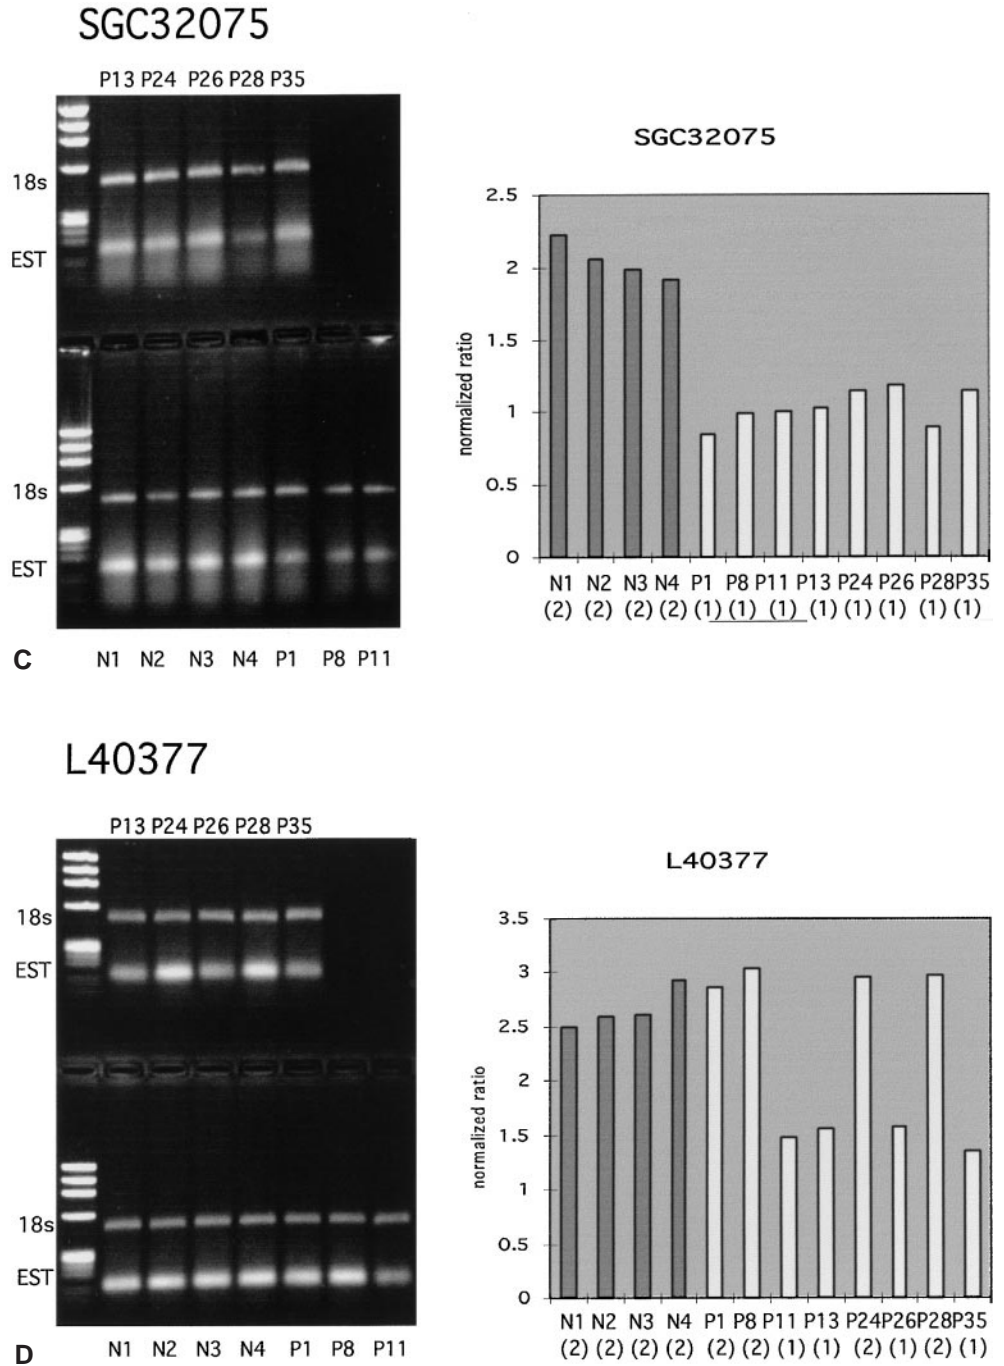 SGC32075
P13 P24 P26 P28 P35
18s
EST
18s
EST
C N1 N2 N3 N4 P1 P8 P11
SGC32075
2.5
2
1.5
1
0.5
0
normalized ratio
N1 N2 N3 N4 P1 P8 P11 P13 P24 P26 P28 P35
(2) (2) (2) (2) (1) (1) (1) (1) (1) (1) (1) (1)
L40377
P13 P24 P26 P28 P35
18s
EST
18s
EST
D N1 N2 N3 N4 P1 P8 P11
L40377
3.5
3
2.5
2
1.5
1
0.5
0
normalized ratio
N1 N2 N3 N4 P1 P8 P11 P13 P24 P26 P28 P35
(2) (2) (2) (2) (2) (2) (1) (1) (2) (1) (2) (1)